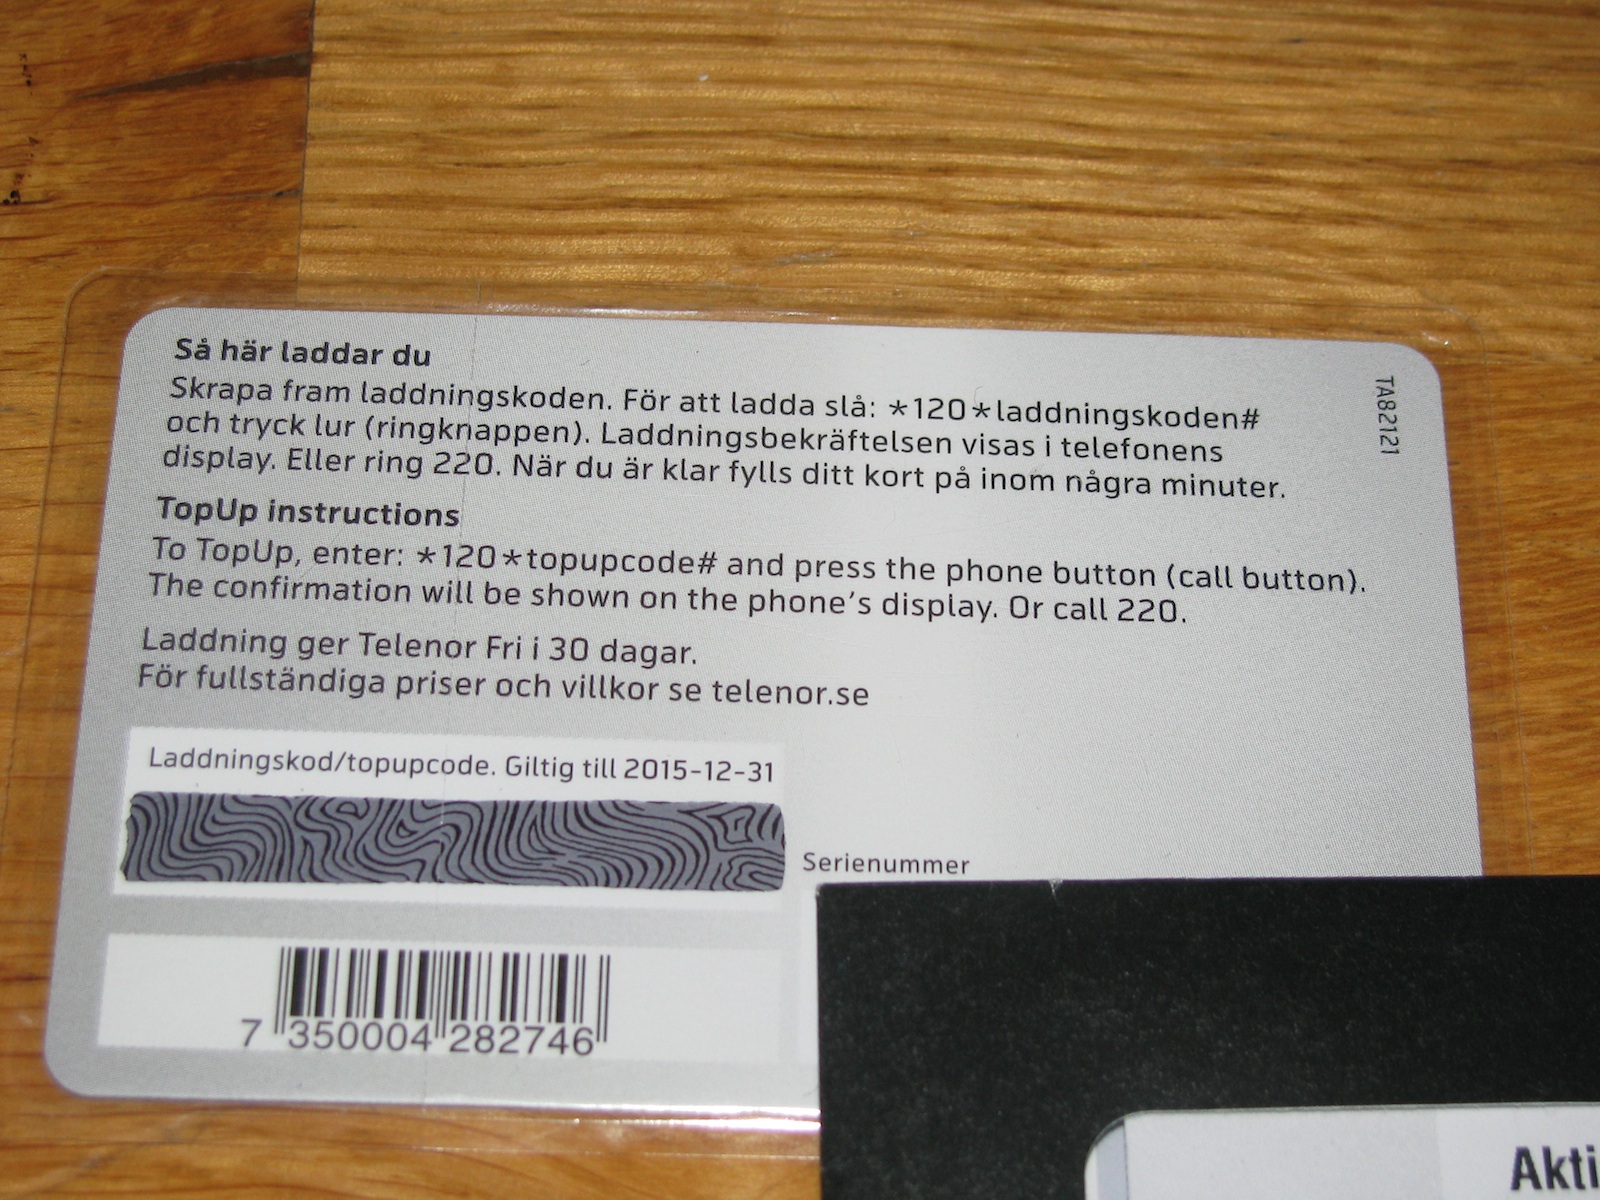 Så här laddar du
Skrapa fram laddningskoden. För att ladda slå: *120*laddningskoden#
och tryck lur (ringknappen). Laddningsbekräftelsen visas i telefonens
display. Eller ring 220. När du är klar fylls ditt kort på inom några minuter.
TA82121
TopUp instructions
To TopUp, enter: *120*topupcode# and press the phone button (call button).
The confirmation will be shown on the phone's display. Or call 220.
Laddning ger Telenor Fri i 30 dagar.
För fullständiga priser och villkor se telenor.se
Laddningskod/topupcode. Giltig till 2015-12-31
Serienummer
7 350004 282746
Akti